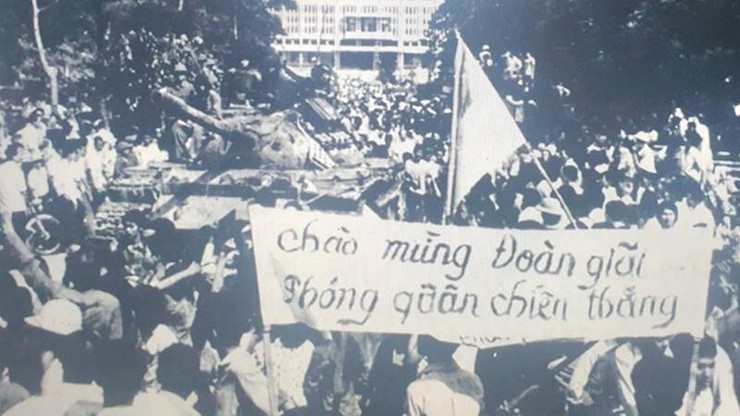 chào mừng Đoàn giải
phóng quân chiến thắng